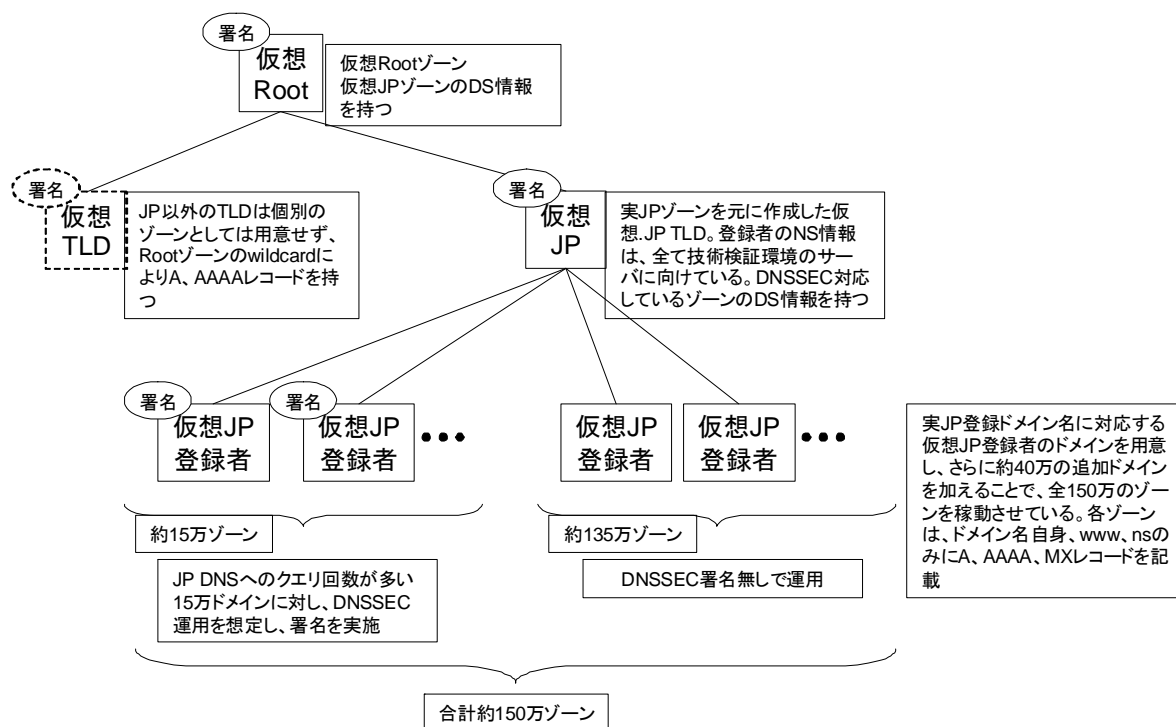 署名
仮想
Root
仮想Rootゾーン
仮想JPゾーンのDS情報
を持つ
署名
仮想
TLD
JP以外のTLDは個別の
ゾーンとしては用意せず、
Rootゾーンのwildcardに
よりA、AAAAレコードを持
つ
署名
仮想
JP
実JPゾーンを元に作成した仮
想.JP TLD。登録者のNS情報
は、全て技術検証環境のサー
バに向けている。DNSSEC対応
しているゾーンのDS情報を持つ
署名
仮想JP
登録者
署名
仮想JP
登録者
•••
仮想JP
登録者
仮想JP
登録者
•••
実JP登録ドメイン名に対応する
仮想JP登録者のドメインを用意
し、さらに約40万の追加ドメイン
を加えることで、全150万のゾー
ンを稼動させている。各ゾーン
は、ドメイン名自身、www、nsの
みにA、AAAA、MXレコードを記
載
約15万ゾーン
約135万ゾーン
JP DNSへのクエリ回数が多い
15万ドメインに対し、DNSSEC
運用を想定し、署名を実施
DNSSEC署名無しで運用
合計約150万ゾーン